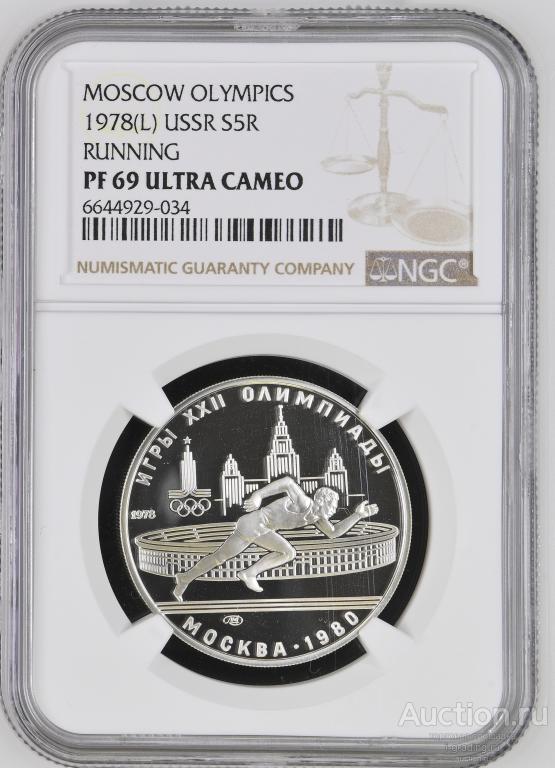 MOSCOW OLYMPICS
1978(L) USSR S5R
RUNNING
PF 69 ULTRA CAMEO
6644929-034
NUMISMATIC GUARANTY COMPANY
NGC®
ИГРЫ XXII ОЛИМПИАДЫ
1978
ЛМД
МОСКВА · 1980
Auction.ru